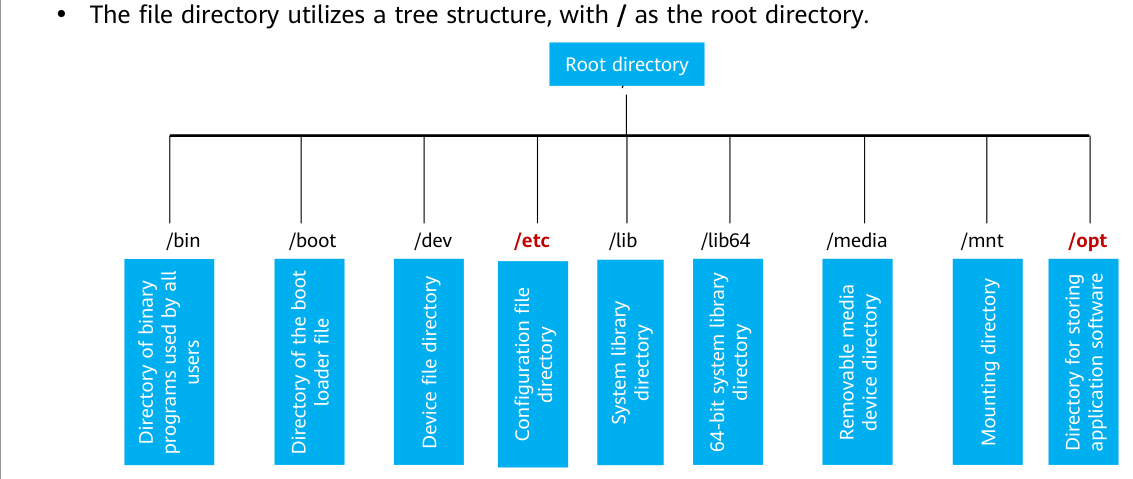 • The file directory utilizes a tree structure, with / as the root directory.
Root directory
/bin
/boot
/dev
/etc
/lib
/lib64
/media
/mnt
/opt
Directory of binary
programs used by all
users
Directory of the boot
loader file
Device file directory
Configuration file
directory
System library
directory
64-bit system library
directory
Removable media
device directory
Mounting directory
Directory for storing
application software